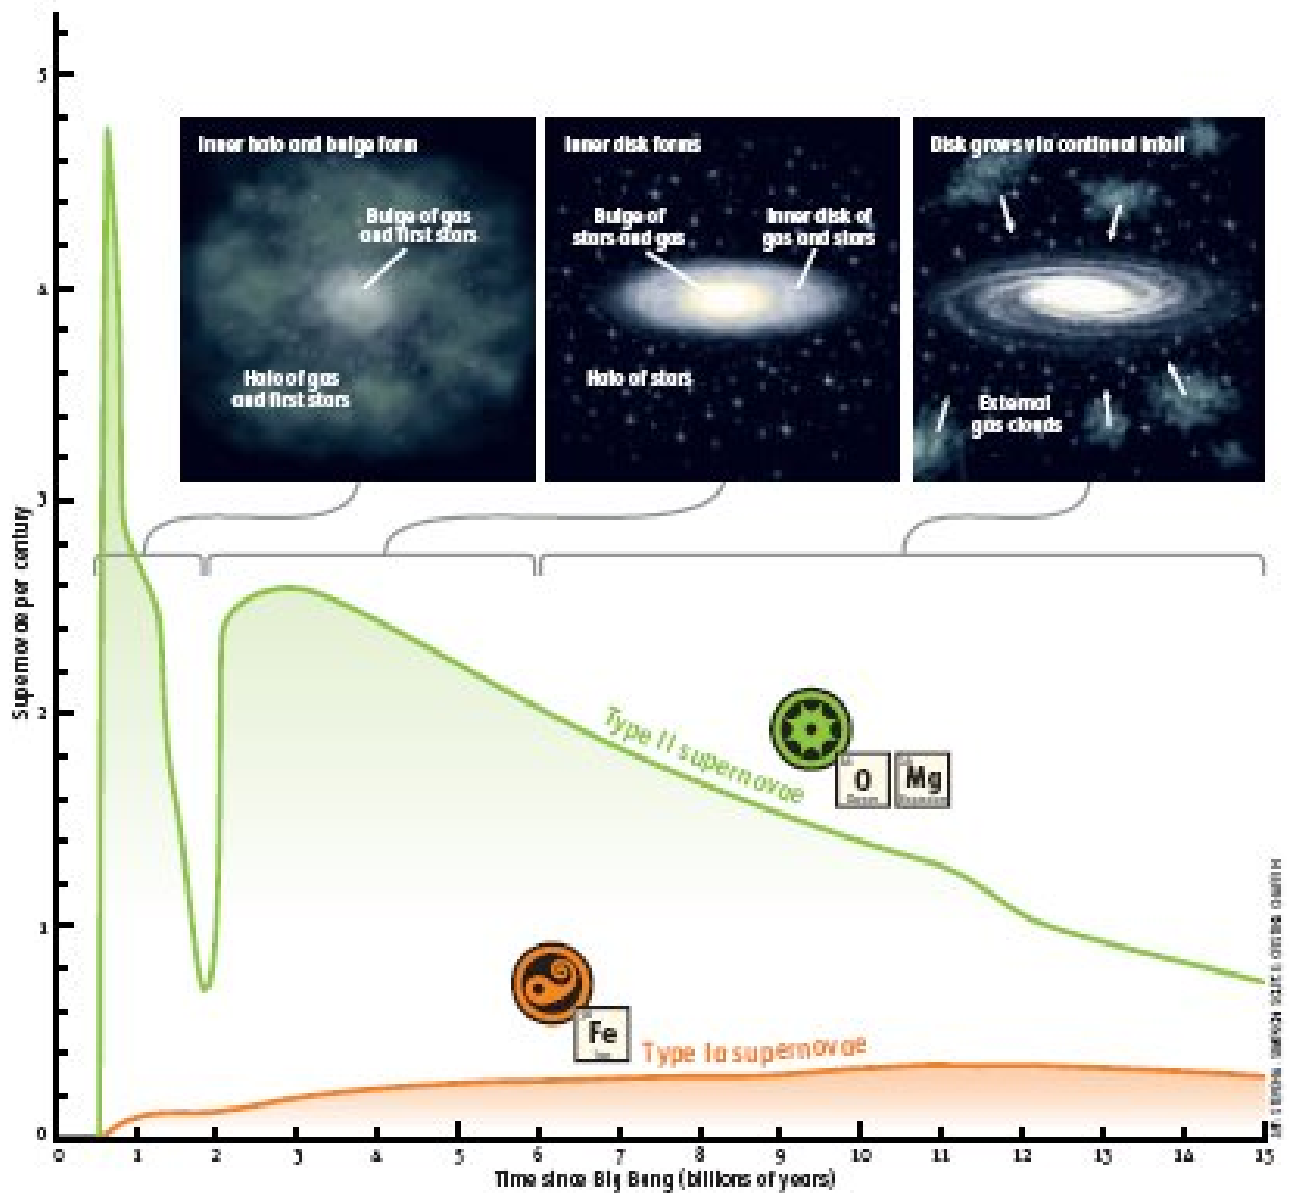 Supernovae per century
5
4
3
2
1
0
Inner halo and bulge form
Bulge of gas
and first stars
Halo of gas
and first stars
Inner disk forms
Bulge of
stars and gas
Inner disk of
gas and stars
Halo of stars
Disk grows via continual infall
External
gas clouds
Type II supernovae
O
Mg
Fe
Type Ia supernovae
0 1 2 3 4 5 6 7 8 9 10 11 12 13 14 15
Time since Big Bang (billions of years)